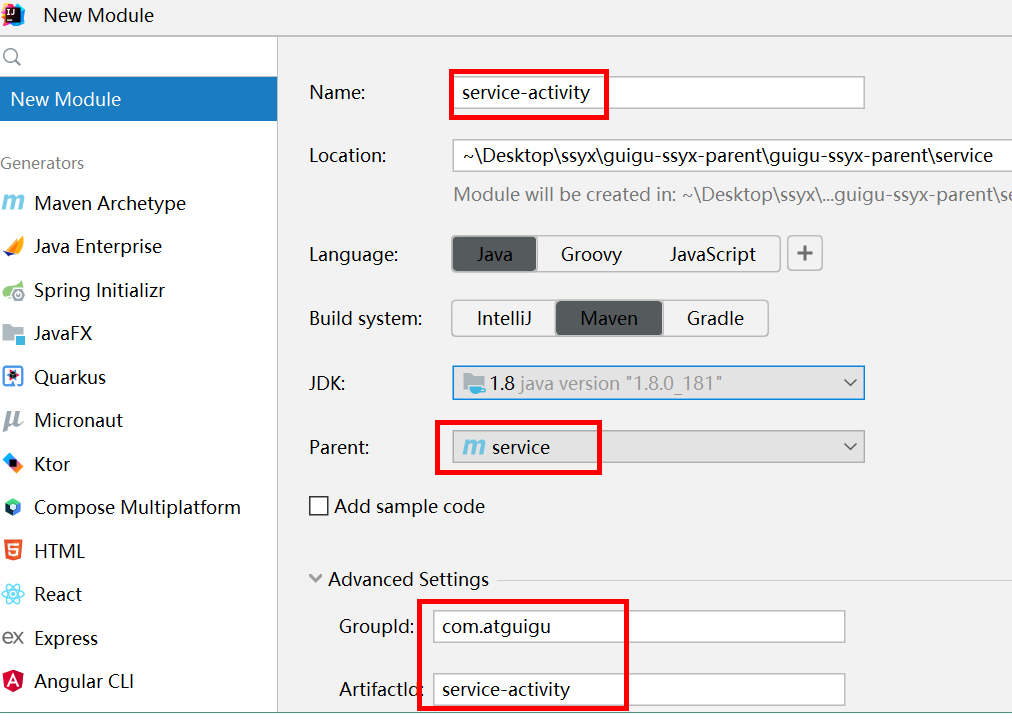 New Module
New Module
Generators
Maven Archetype
Java Enterprise
Spring Initializr
JavaFX
Quarkus
Micronaut
Ktor
Compose Multiplatform
HTML
React
ex Express
Angular CLI
Name: service-activity
Location: ~\Desktop\ssyx\guigu-ssyx-parent\guigu-ssyx-parent\service
Module will be created in: ~\Desktop\ssyx\...guigu-ssyx-parent\se
Language: Java Groovy JavaScript +
Build system: IntelliJ Maven Gradle
JDK: 1.8 java version "1.8.0_181"
Parent: m service
Add sample code
Advanced Settings
GroupId: com.atguigu
ArtifactId: service-activity